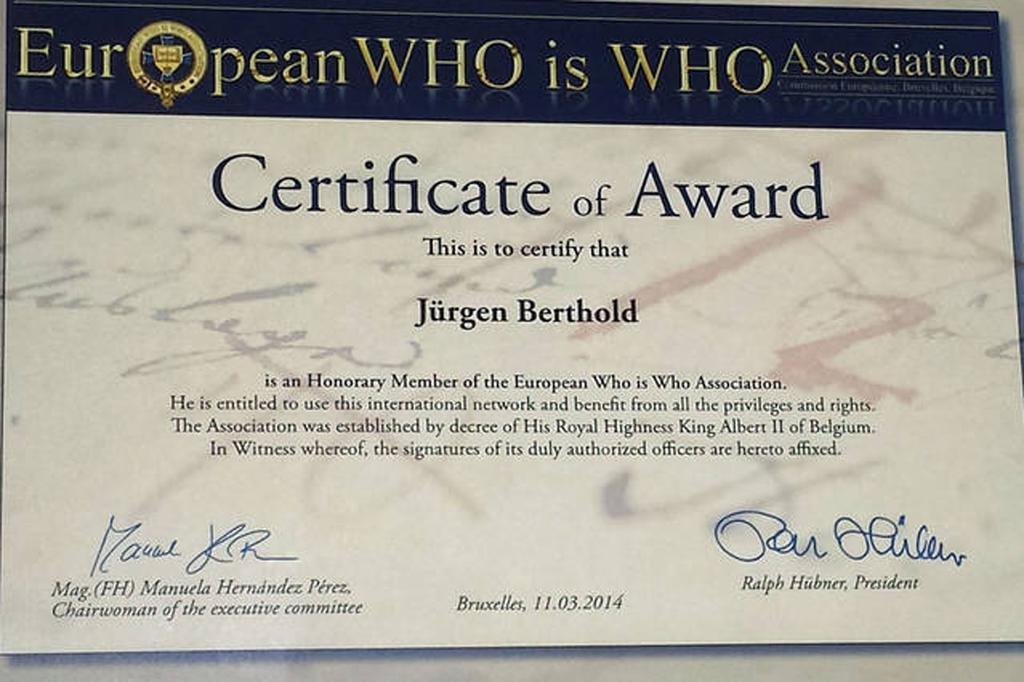 European WHO is WHO Association
Commission Européenne, Bruxelles, Belgique
Certificate of Award
This is to certify that
Jürgen Berthold
is an Honorary Member of the European Who is Who Association.
He is entitled to use this international network and benefit from all the privileges and rights.
The Association was established by decree of His Royal Highness King Albert II of Belgium.
In Witness whereof, the signatures of its duly authorized officers are hereto affixed.
Mag.(FH) Manuela Hernández Pérez,
Chairwoman of the executive committee
Bruxelles, 11.03.2014
Ralph Hübner, President